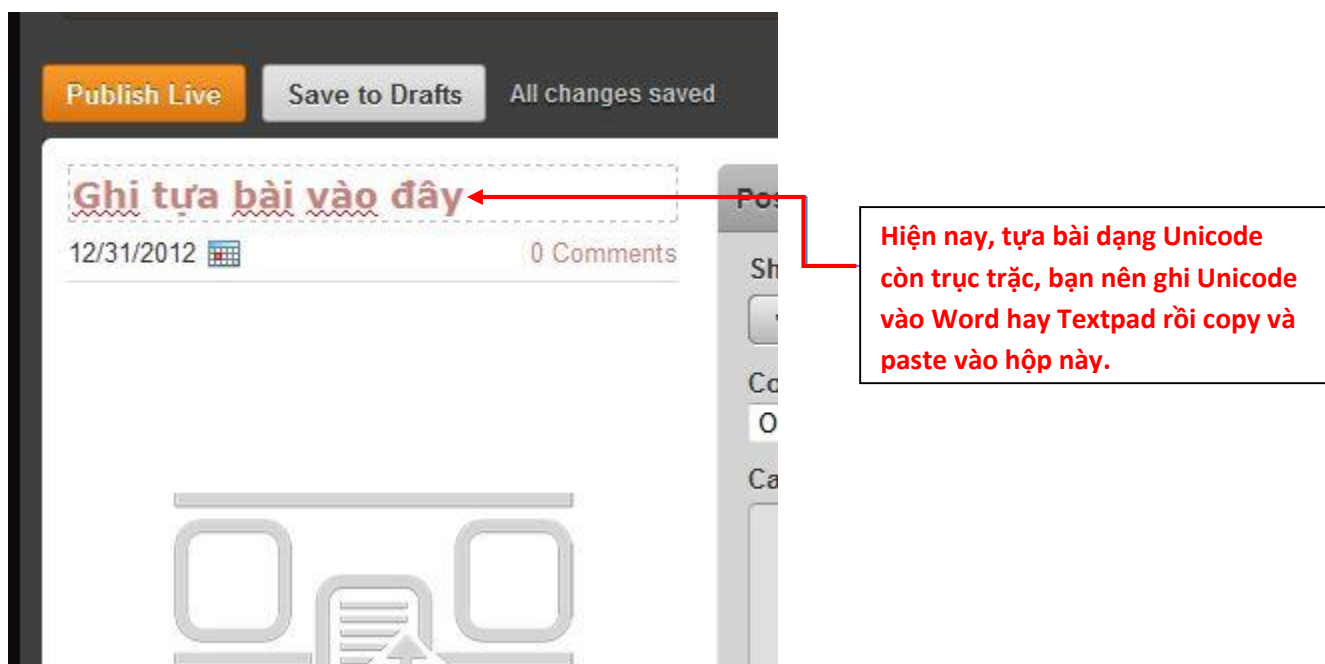 Publish Live Save to Drafts All changes saved
Ghi tựa bài vào đây
12/31/2012 0 Comments
Hiện nay, tựa bài dạng Unicode
còn trục trặc, bạn nên ghi Unicode
vào Word hay Textpad rồi copy và
paste vào hộp này.